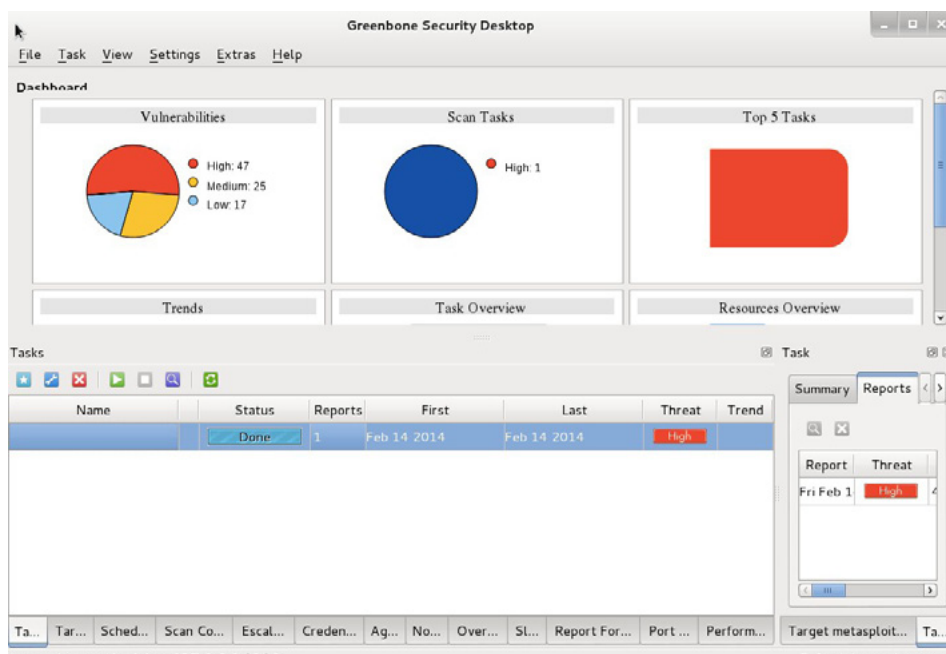 Greenbone Security Desktop
File Task View Settings Extras Help
Dashboard
Vulnerabilities
High: 47
Medium: 25
Low: 17
Scan Tasks
High: 1
Top 5 Tasks
Trends
Task Overview
Resources Overview
Tasks
Name Status Reports First Last Threat Trend
Done 1 Feb 14 2014 Feb 14 2014 High
Task
Summary Reports
Report Threat
Fri Feb 1 High
Ta... Tar... Sched... Scan Co... Escal... Creden... Ag... No... Over... Sl... Report For... Port ... Perform...
Target metasploit... Ta...